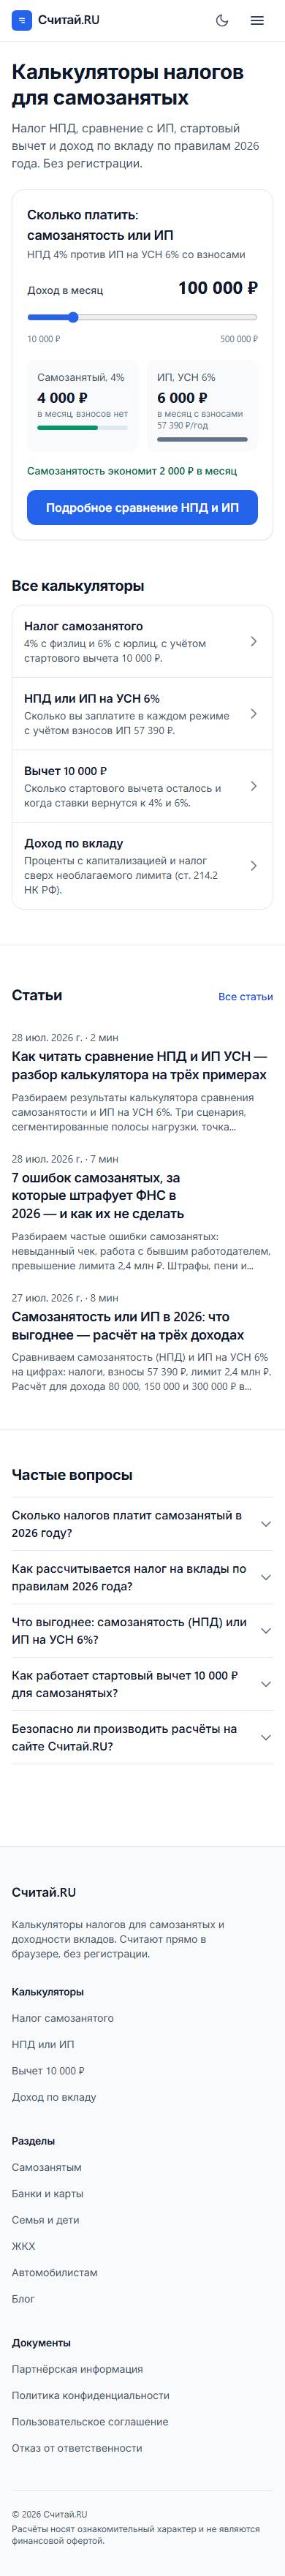 Считай.RU
Калькуляторы налогов
для самозанятых
Налог НПД, сравнение с ИП, стартовый
вычет и доход по вкладу по правилам 2026
года. Без регистрации.
Сколько платить:
самозанятость или ИП
НПД 4% против ИП на УСН 6% со взносами
Доход в месяц
100 000 ₽
10 000 ₽
500 000 ₽
Самозанятый, 4%
4 000 ₽
в месяц, взносов нет
ИП, УСН 6%
6 000 ₽
в месяц с взносами
57 390 ₽/год
Самозанятость экономит 2 000 ₽ в месяц
Подробное сравнение НПД и ИП
Все калькуляторы
Налог самозанятого
4% с физлиц и 6% с юрлиц, с учётом
стартового вычета 10 000 ₽.
НПД или ИП на УСН 6%
Сколько вы заплатите в каждом режиме
с учётом взносов ИП 57 390 ₽.
Вычет 10 000 ₽
Сколько стартового вычета осталось и
когда ставки вернутся к 4% и 6%.
Доход по вкладу
Проценты с капитализацией и налог
сверх необлагаемого лимита (ст. 214.2
НК РФ).
Статьи
Все статьи
28 июл. 2026 г. · 2 мин
Как читать сравнение НПД и ИП УСН —
разбор калькулятора на трёх примерах
Разбираем результаты калькулятора сравнения
самозанятости и ИП на УСН 6%. Три сценария,
сегментированные полосы нагрузки, точка...
28 июл. 2026 г. · 7 мин
7 ошибок самозанятых, за
которые штрафует ФНС в
2026 — и как их не сделать
Разбираем частые ошибки самозанятых:
невыданный чек, работа с бывшим работодателем,
превышение лимита 2,4 млн ₽. Штрафы, пени и...
27 июл. 2026 г. · 8 мин
Самозанятость или ИП в 2026: что
выгоднее — расчёт на трёх доходах
Сравниваем самозанятость (НПД) и ИП на УСН 6%
на цифрах: налоги, взносы 57 390 ₽, лимит 2,4 млн ₽.
Расчёт для дохода 80 000, 150 000 и 300 000 ₽ в...
Частые вопросы
Сколько налогов платит самозанятый в
2026 году?
Как рассчитывается налог на вклады по
правилам 2026 года?
Что выгоднее: самозанятость (НПД) или
ИП на УСН 6%?
Как работает стартовый вычет 10 000 ₽
для самозанятых?
Безопасно ли производить расчёты на
сайте Считай.RU?
Считай.RU
Калькуляторы налогов для самозанятых и
доходности вкладов. Считают прямо в
браузере, без регистрации.
Калькуляторы
Налог самозанятого
НПД или ИП
Вычет 10 000 ₽
Доход по вкладу
Разделы
Самозанятым
Банки и карты
Семья и дети
ЖКХ
Автомобилистам
Блог
Документы
Партнёрская информация
Политика конфиденциальности
Пользовательское соглашение
Отказ от ответственности
© 2026 Считай.RU
Расчёты носят ознакомительный характер и не являются
финансовой офертой.